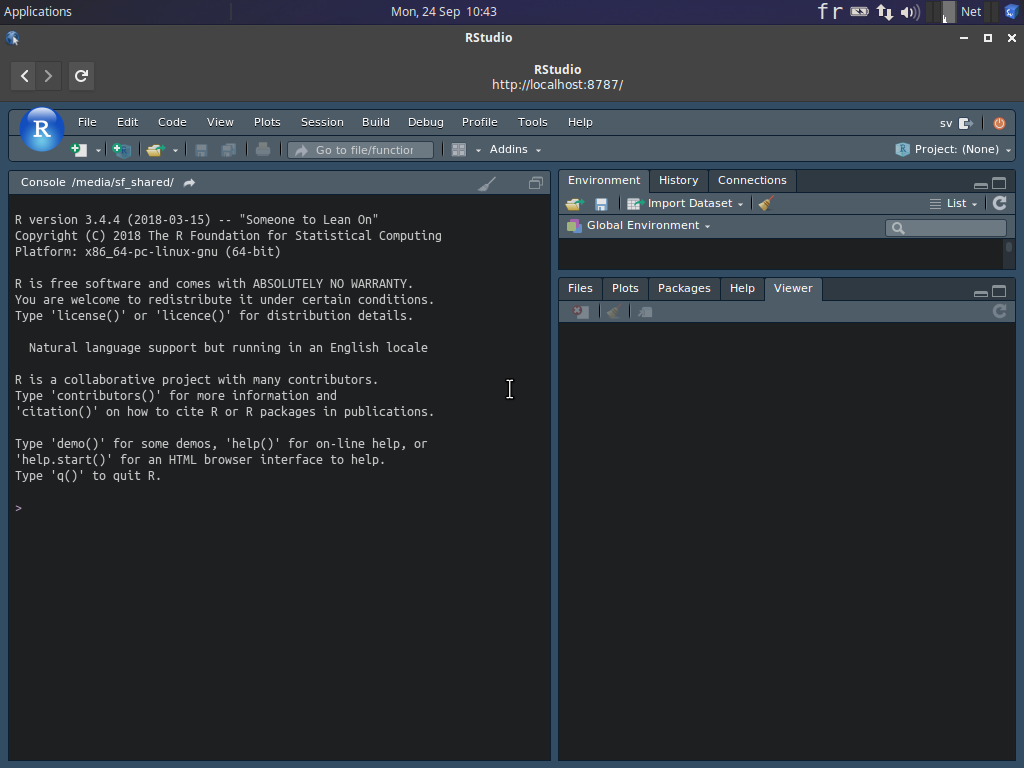 Applications
Mon, 24 Sep 10:43
fr
Net
RStudio
RStudio
http://localhost:8787/
R
File Edit Code View Plots Session Build Debug Profile Tools Help
sv
Go to file/function
Addins
Project: (None)
Console /media/sf_shared/
R version 3.4.4 (2018-03-15) -- "Someone to Lean On"
Copyright (C) 2018 The R Foundation for Statistical Computing
Platform: x86_64-pc-linux-gnu (64-bit)
R is free software and comes with ABSOLUTELY NO WARRANTY.
You are welcome to redistribute it under certain conditions.
Type 'license()' or 'licence()' for distribution details.
Natural language support but running in an English locale
R is a collaborative project with many contributors.
Type 'contributors()' for more information and
'citation()' on how to cite R or R packages in publications.
Type 'demo()' for some demos, 'help()' for on-line help, or
'help.start()' for an HTML browser interface to help.
Type 'q()' to quit R.
>
Environment History Connections
Import Dataset
List
Global Environment
Files Plots Packages Help Viewer